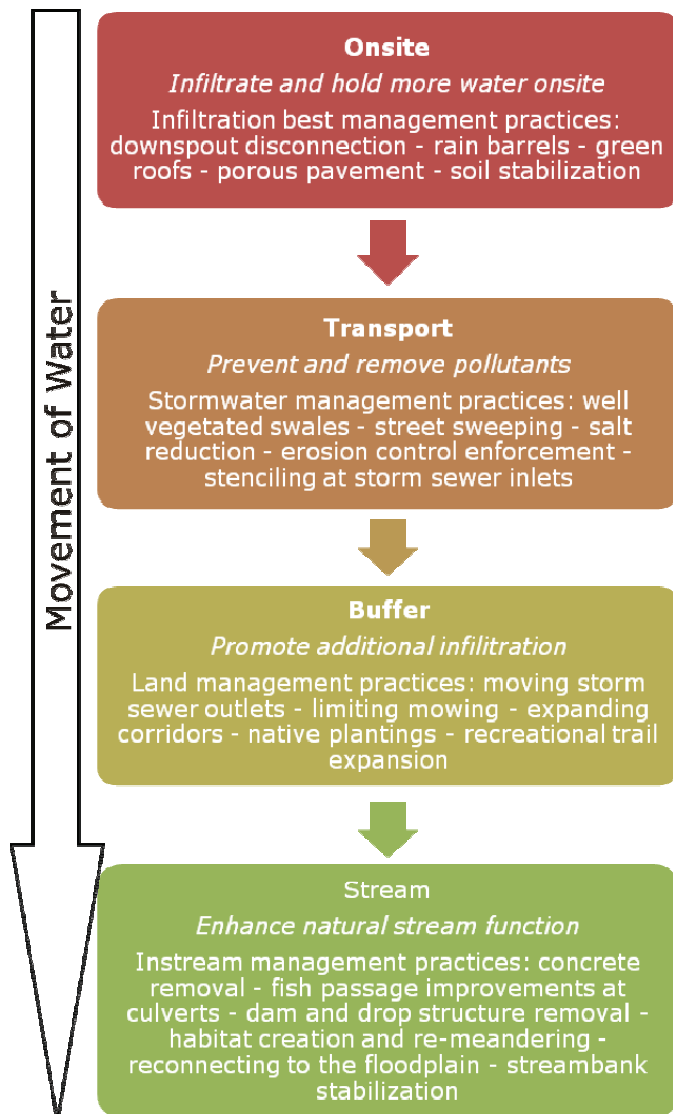 Movement of Water
Onsite
Infiltrate and hold more water onsite
Infiltration best management practices:
downspout disconnection - rain barrels - green
roofs - porous pavement - soil stabilization
Transport
Prevent and remove pollutants
Stormwater management practices: well
vegetated swales - street sweeping - salt
reduction - erosion control enforcement -
stenciling at storm sewer inlets
Buffer
Promote additional infilitration
Land management practices: moving storm
sewer outlets - limiting mowing - expanding
corridors - native plantings - recreational trail
expansion
Stream
Enhance natural stream function
Instream management practices: concrete
removal - fish passage improvements at
culverts - dam and drop structure removal -
habitat creation and re-meandering -
reconnecting to the floodplain - streambank
stabilization